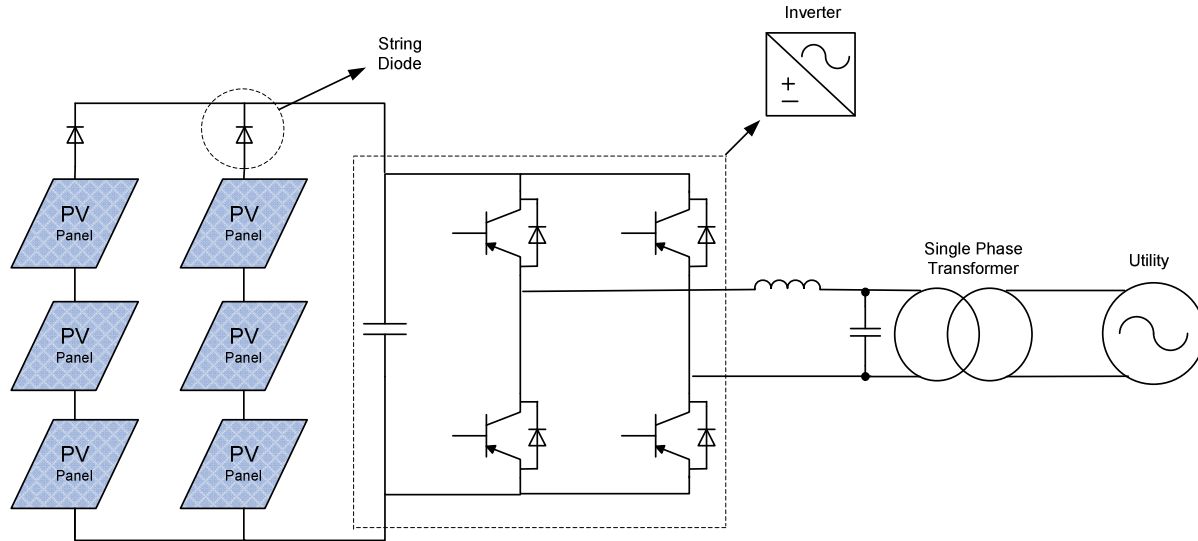 Inverter
String
Diode
+
−
PV
Panel
PV
Panel
Single Phase
Transformer
Utility
PV
Panel
PV
Panel
PV
Panel
PV
Panel